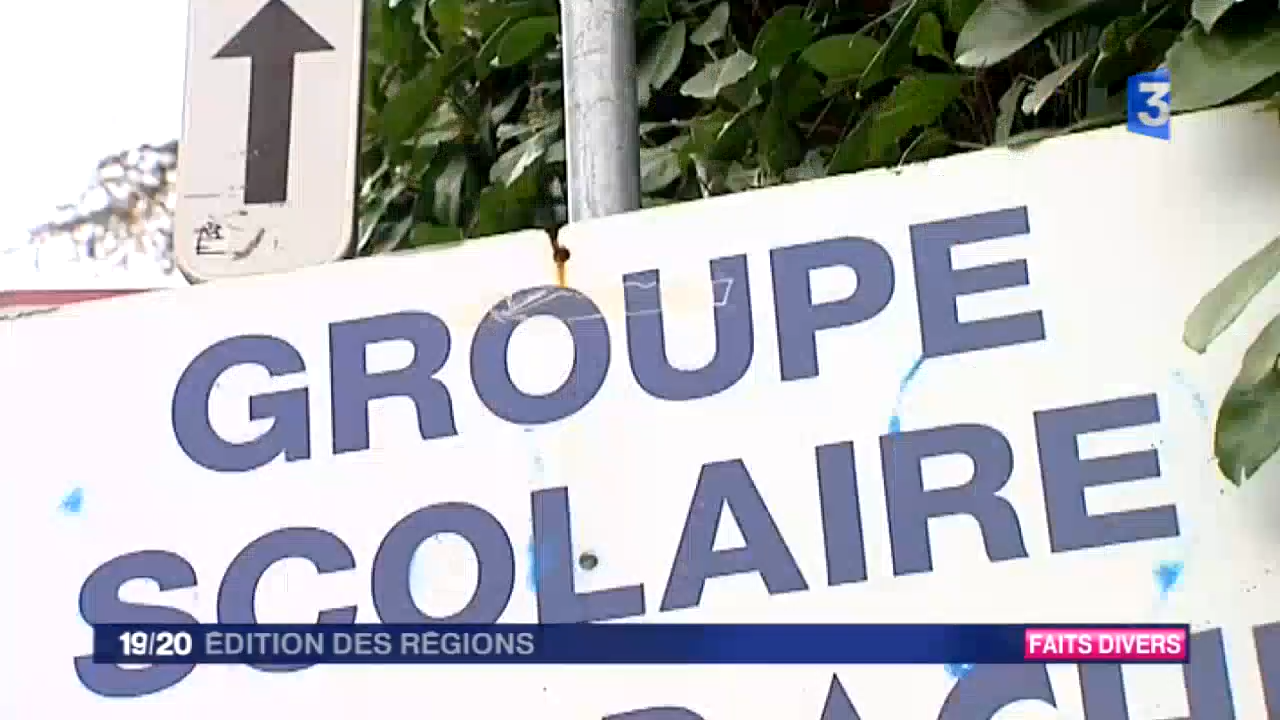 3
GROUPE
SCOLAIRE
19/20 ÉDITION DES RÉGIONS
FAITS DIVERS